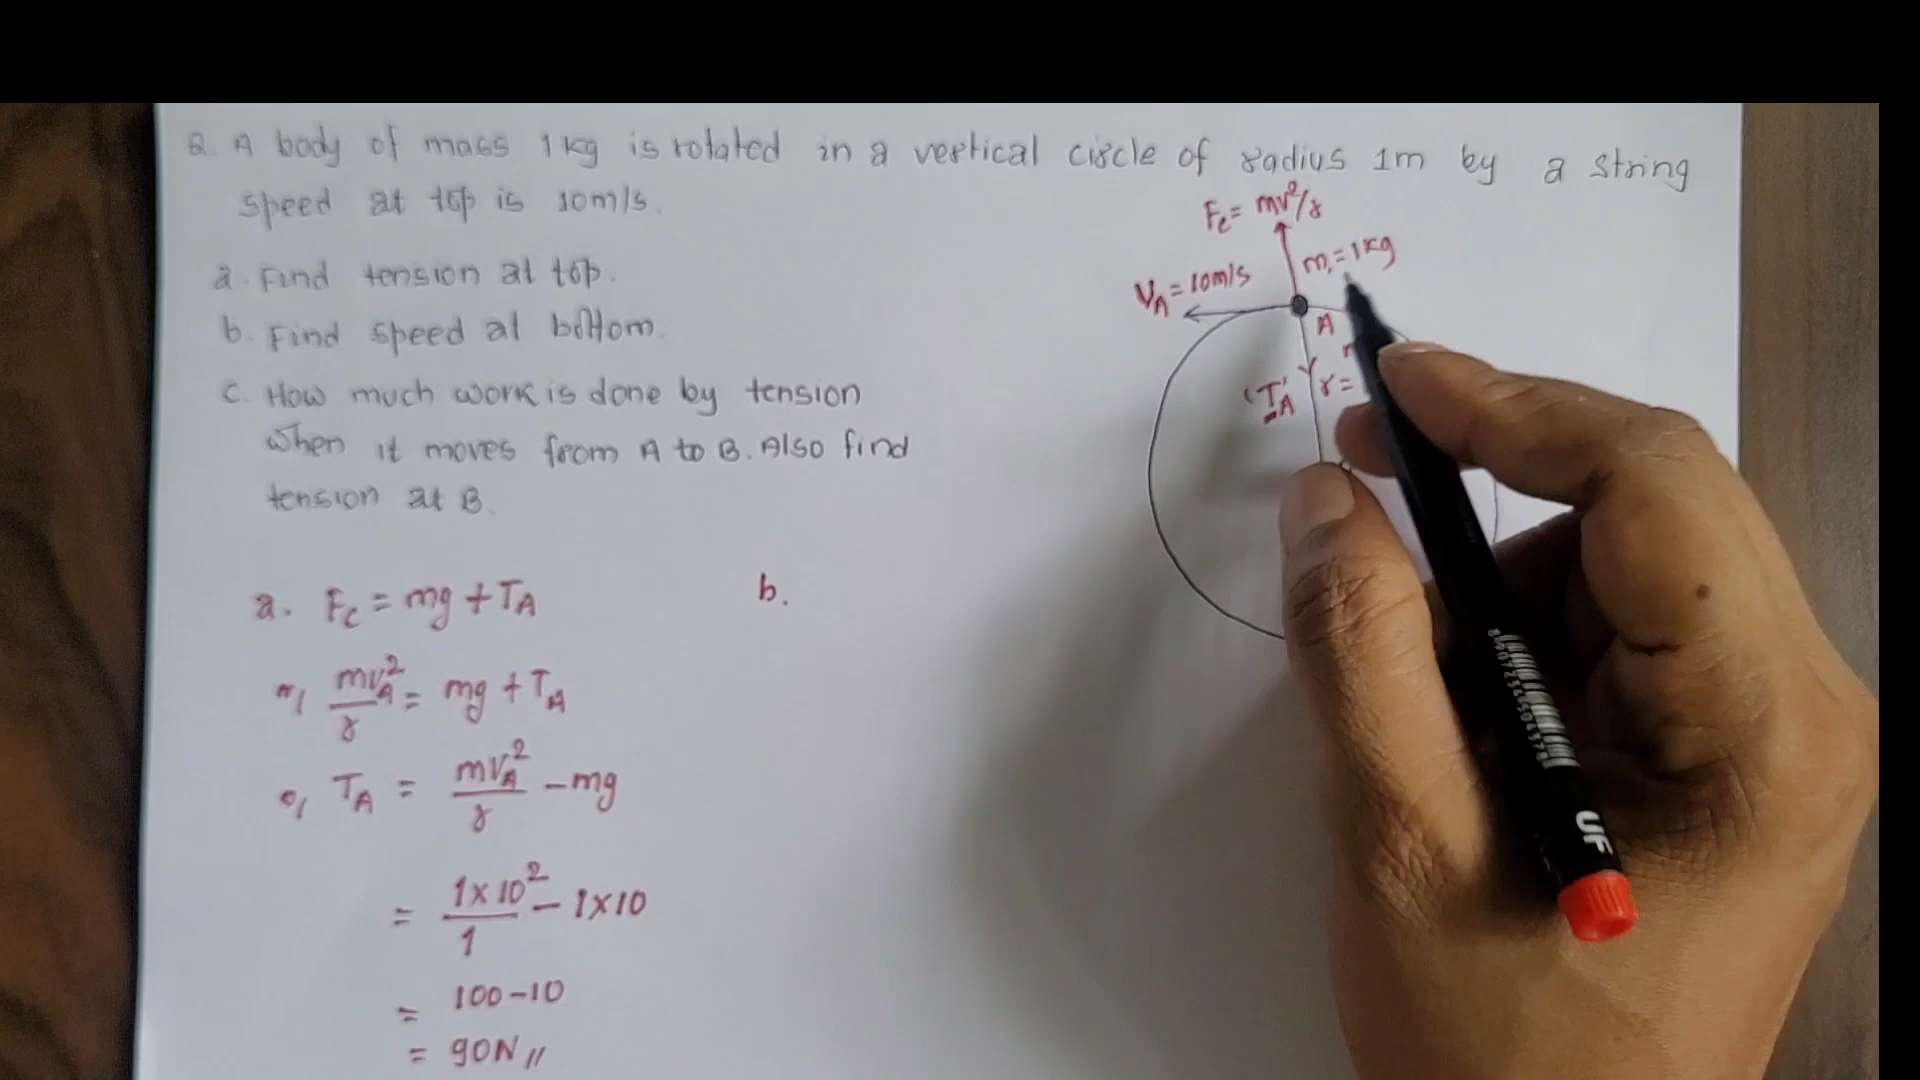 Q. A body of mass 1 kg is rotated in a vertical circle of radius 1m by a string
speed at top is 10m/s.
a. Find tension at top.
b. Find speed at bottom.
c. How much work is done by tension
when it moves from A to B. Also find
tension at B.
Fc = mv²/r
m = 1kg
VA = 10m/s
A
'TA'
r =
a. Fc = mg + TA
or, mvA²/r = mg + TA
or, TA = mvA²/r - mg
= 1×10²/1 - 1×10
= 100-10
= 90N //
b.
UF